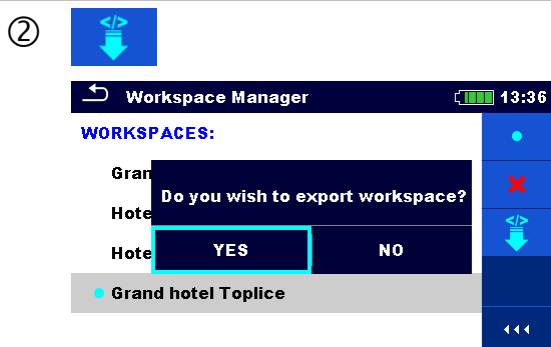 ②
</>
Workspace Manager 13:36
WORKSPACES:
Gran
Do you wish to export workspace?
Hote
</>
Hote YES NO
Grand hotel Toplice